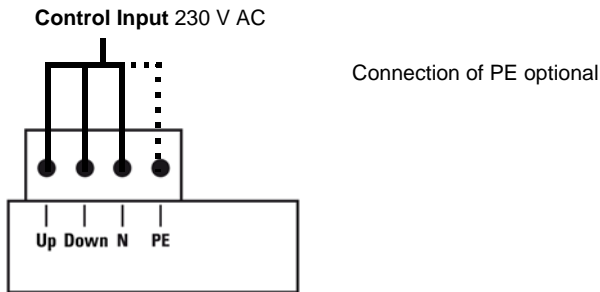 Control Input 230 V AC
Connection of PE optional
Up Down N PE